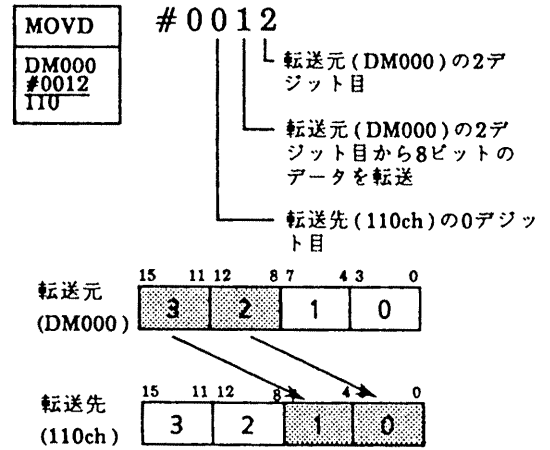 MOVD
DM000
#0012
110
#0012
転送元(DM000)の2デ
ジット目
転送元(DM000)の2デ
ジット目から8ビットの
データを転送
転送先(110ch)の0デジッ
ト目
15 11 12 8 7 4 3 0
転送元
(DM000)
3 2 1 0
15 11 12 8 4 0
転送先
(110ch)
3 2 1 0